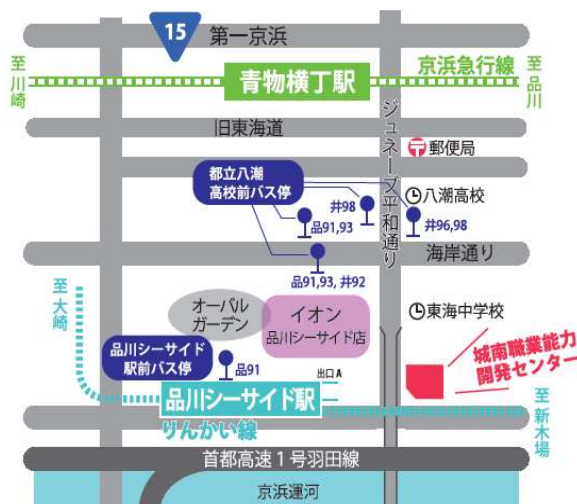 15
第一京浜
至川崎
青物横丁駅
京浜急行線
至品川
旧東海道
ジュネーブ平和通り
郵便局
都立八潮
高校前バス停
八潮高校
井98
品91,93
井96,98
海岸通り
品91,93, 井92
至大崎
オーバル
ガーデン
イオン
品川シーサイド店
東海中学校
品川シーサイド
駅前バス停
品91
出口A
城南職業能力
開発センター
品川シーサイド駅
りんかい線
至新木場
首都高速1号羽田線
京浜運河